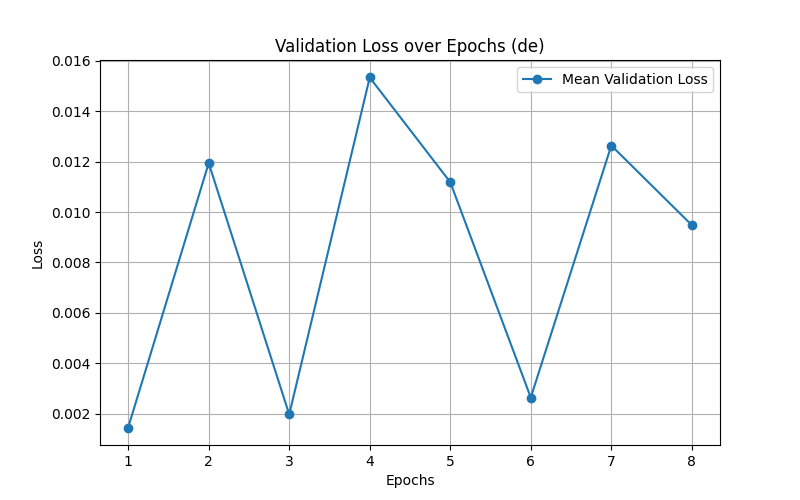 Validation Loss over Epochs (de)
Mean Validation Loss
0.016
0.014
0.012
0.010
0.008
0.006
0.004
0.002
Loss
1 2 3 4 5 6 7 8
Epochs